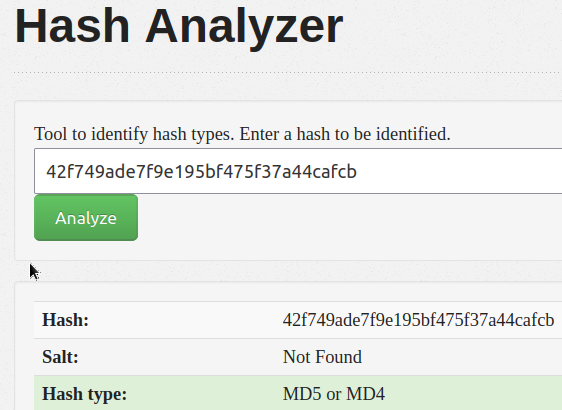 Hash Analyzer
Tool to identify hash types. Enter a hash to be identified.
42f749ade7f9e195bf475f37a44cafcb
Analyze
Hash: 42f749ade7f9e195bf475f37a44cafcb
Salt: Not Found
Hash type: MD5 or MD4